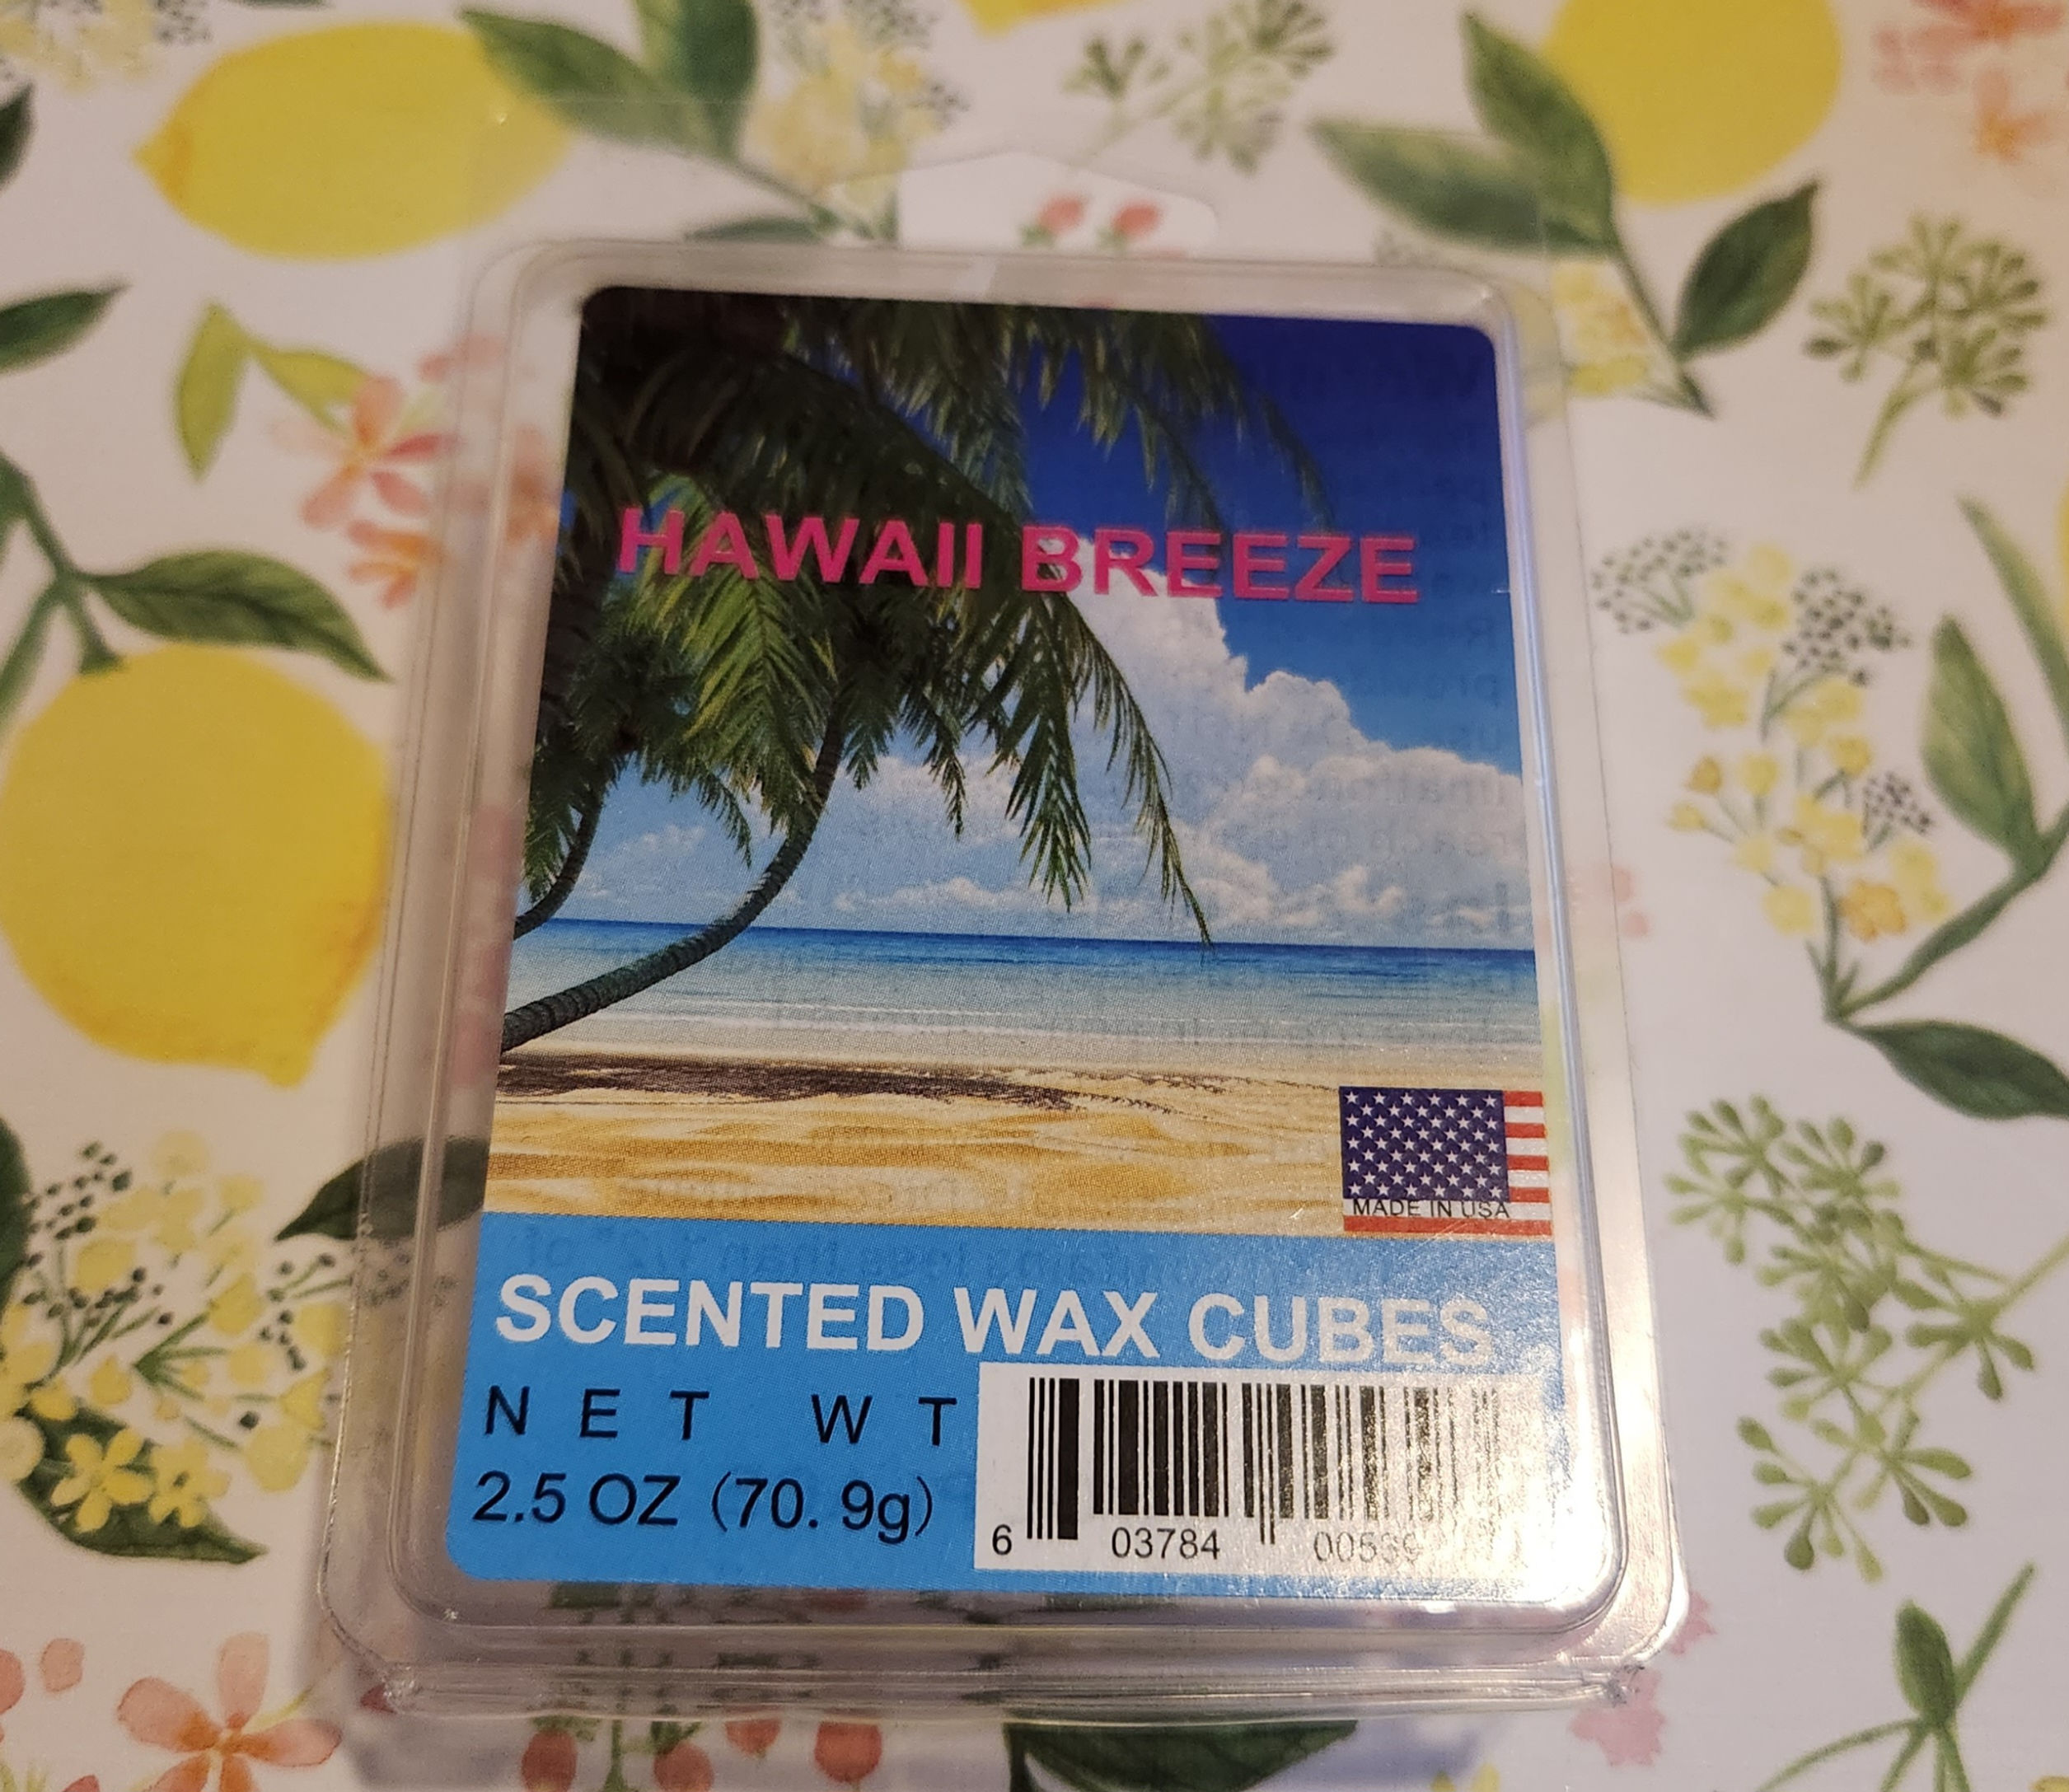 HAWAII BREEZE
MADE IN USA
SCENTED WAX CUBES
NET WT
2.5 OZ (70. 9g)
6 03784